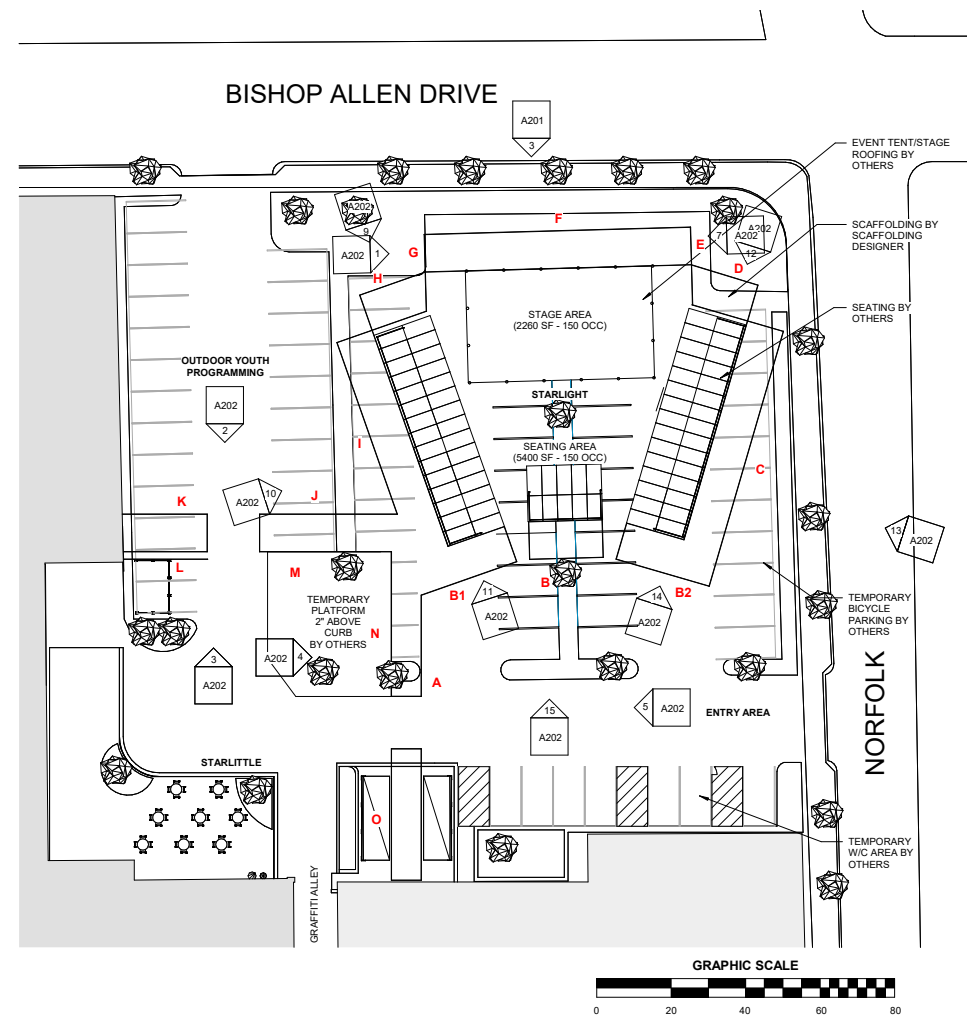 BISHOP ALLEN DRIVE
A201
3
EVENT TENT/STAGE
ROOFING BY
OTHERS
A202
9
A202
1
F
G
H
E
7
A202
A202
12
D
SCAFFOLDING BY
SCAFFOLDING
DESIGNER
SEATING BY
OTHERS
STAGE AREA
(2260 SF - 150 OCC)
OUTDOOR YOUTH
PROGRAMMING
A202
2
STARLIGHT
SEATING AREA
(5400 SF - 150 OCC)
I
C
K
J
A202
10
13
A202
L
M
TEMPORARY
PLATFORM
2" ABOVE
CURB
BY OTHERS
N
B1
B
B2
11
A202
14
A202
TEMPORARY
BICYCLE
PARKING BY
OTHERS
A202
4
3
A202
A
15
A202
5
A202
ENTRY AREA
NORFOLK
STARLITTLE
O
TEMPORARY
W/C AREA BY
OTHERS
GRAFFITI ALLEY
GRAPHIC SCALE
0 20 40 60 80